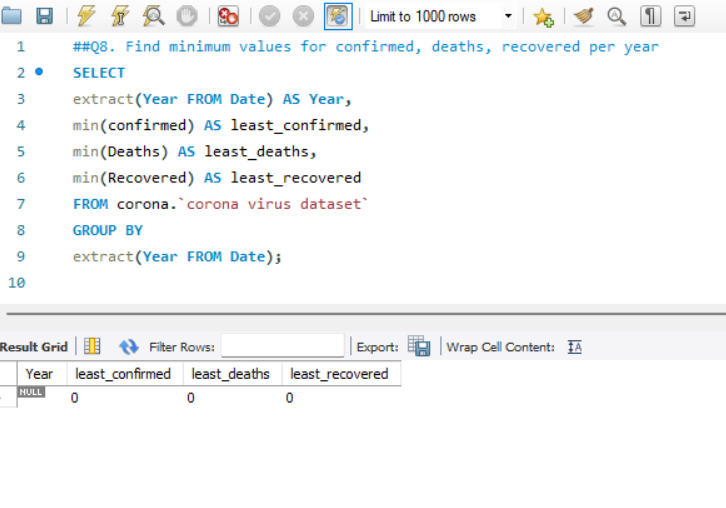 Limit to 1000 rows
1 ##Q8. Find minimum values for confirmed, deaths, recovered per year
2 SELECT
3 extract(Year FROM Date) AS Year,
4 min(confirmed) AS least_confirmed,
5 min(Deaths) AS least_deaths,
6 min(Recovered) AS least_recovered
7 FROM corona.`corona virus dataset`
8 GROUP BY
9 extract(Year FROM Date);
10
Result Grid Filter Rows: Export: Wrap Cell Content: IA
Year least_confirmed least_deaths least_recovered
NULL 0 0 0